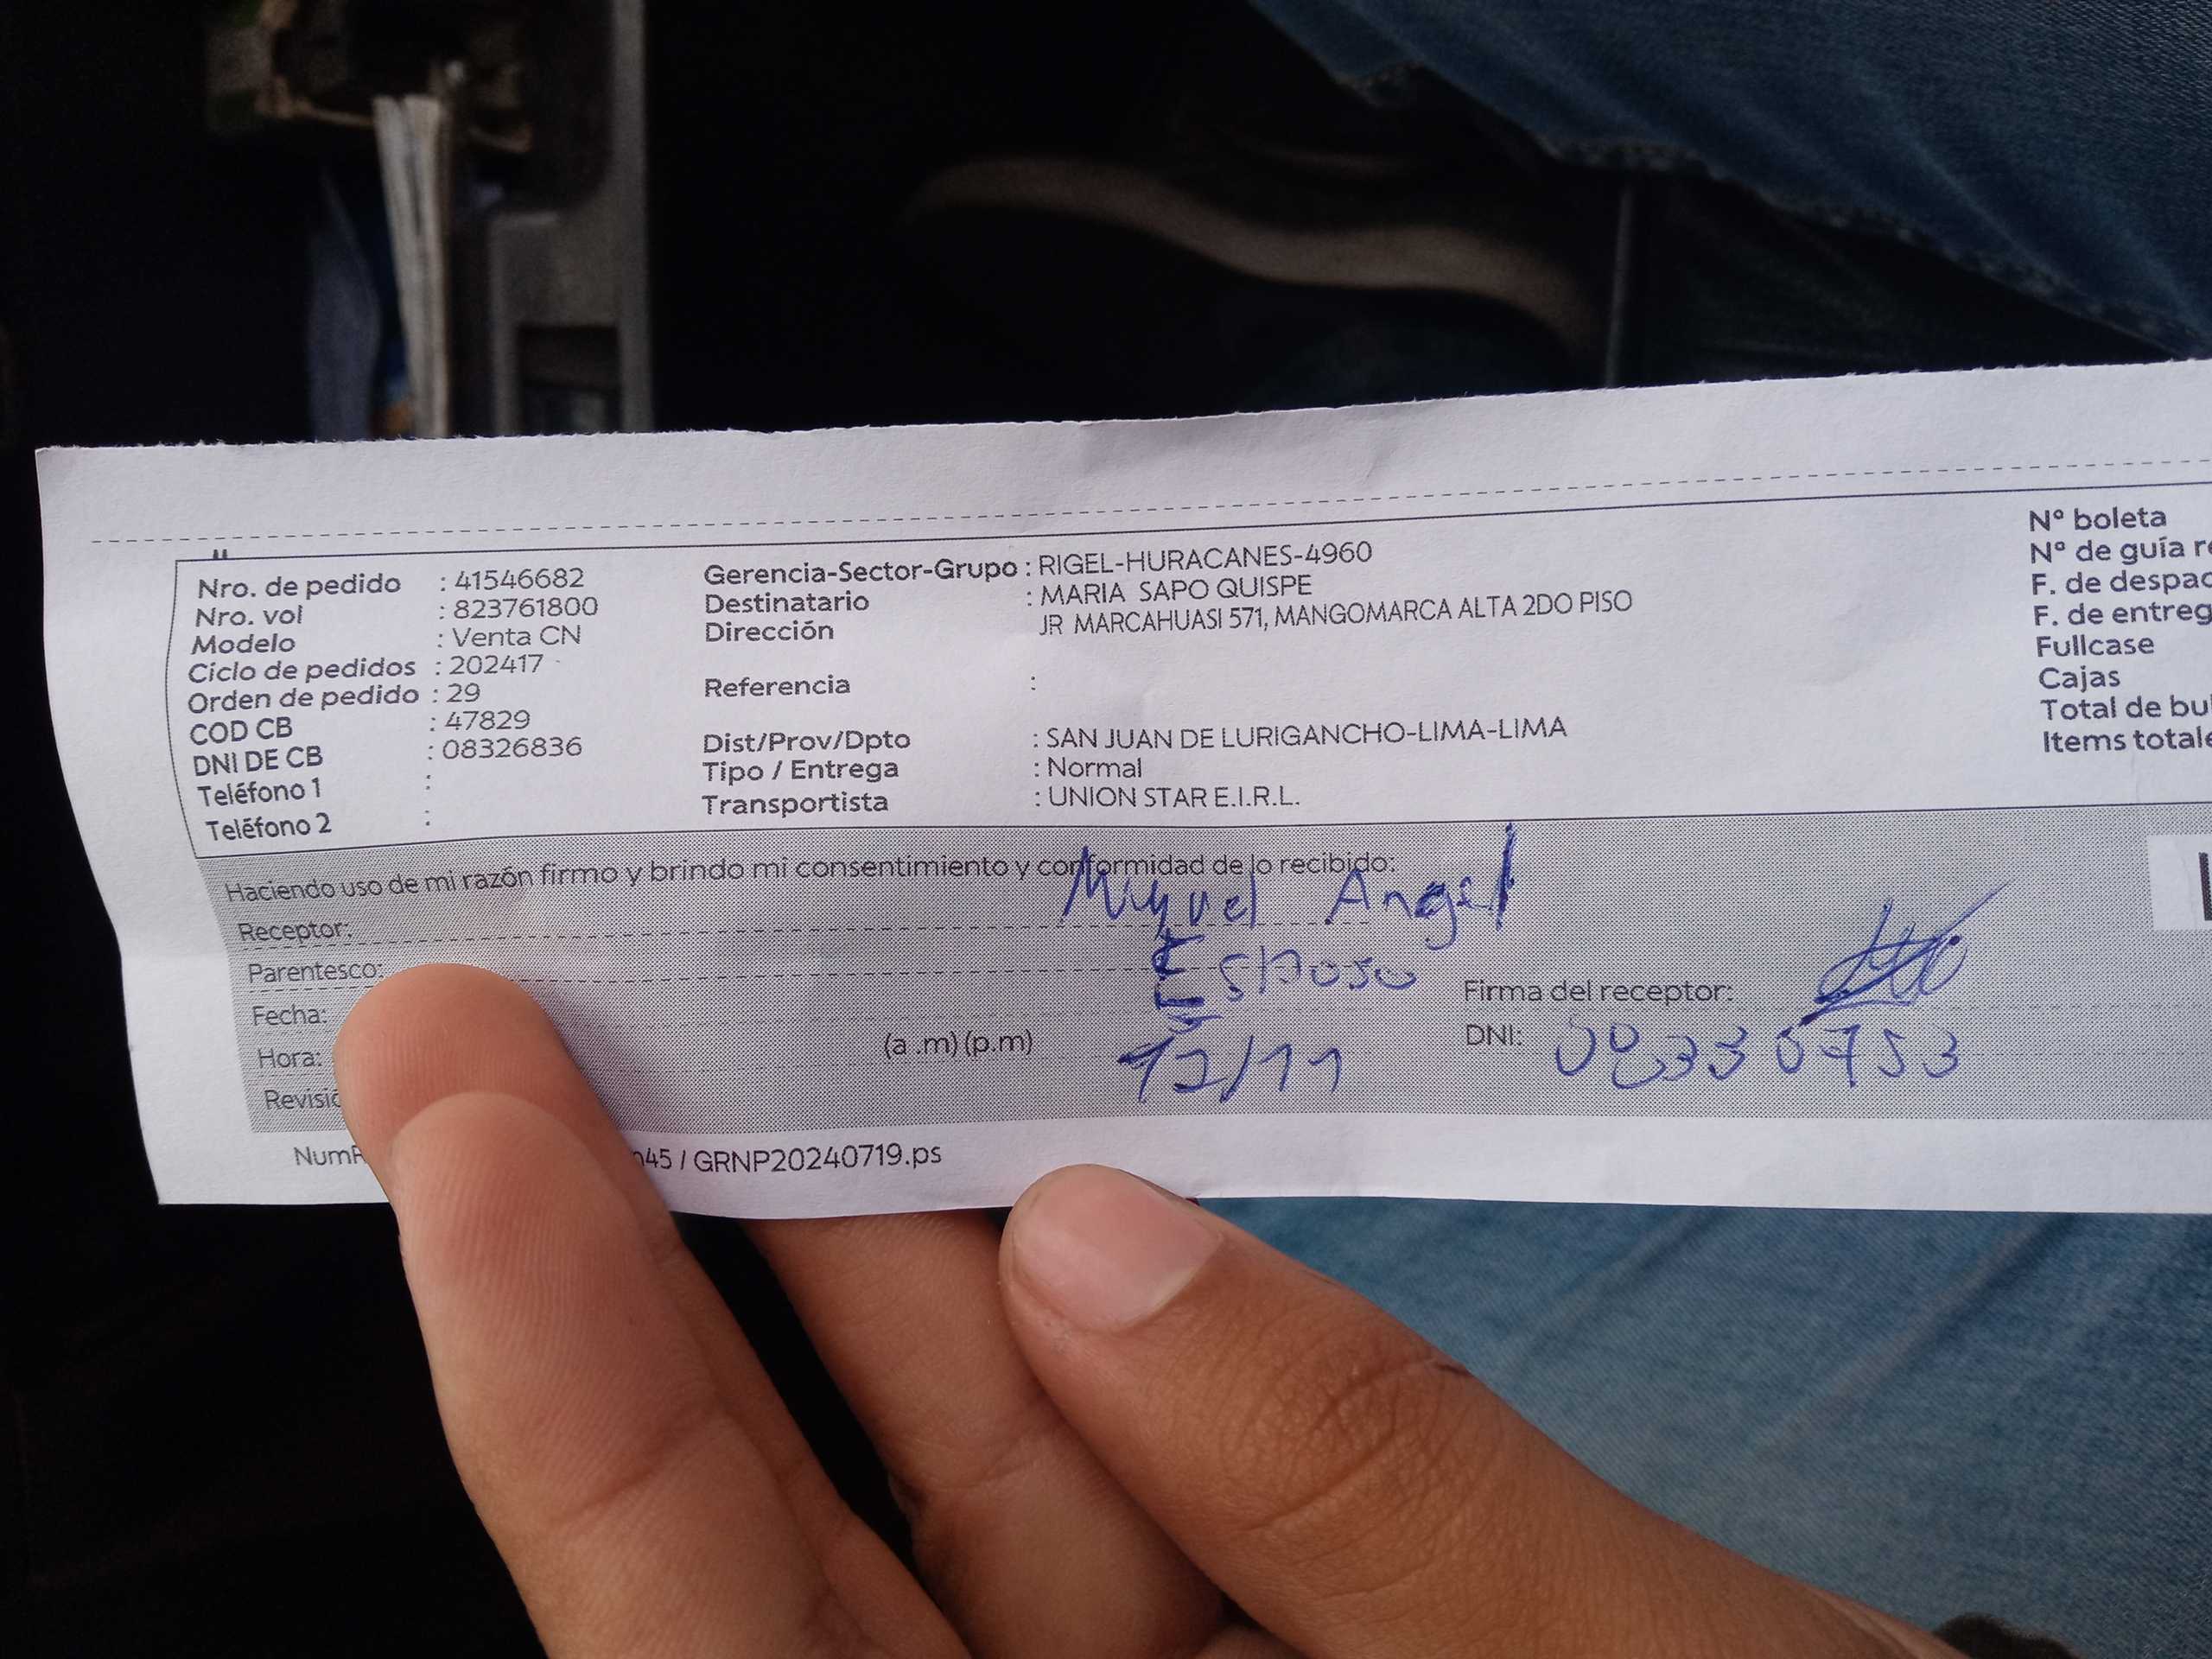 Nro. de pedido : 41546682
Nro. vol : 823761800
Modelo : Venta CN
Ciclo de pedidos : 202417
Orden de pedido : 29
COD CB : 47829
DNI DE CB : 08326836
Teléfono 1 :
Teléfono 2 :
Gerencia-Sector-Grupo : RIGEL-HURACANES-4960
Destinatario : MARIA SAPO QUISPE
Dirección JR MARCAHUASI 571, MANGOMARCA ALTA 2DO PISO
Referencia :
Dist/Prov/Dpto : SAN JUAN DE LURIGANCHO-LIMA-LIMA
Tipo / Entrega : Normal
Transportista : UNION STAR E.I.R.L.
Nº boleta
Nº de guía re
F. de despac
F. de entreg
Fullcase
Cajas
Total de bu
Items totale
Haciendo uso de mi razón firmo y brindo mi consentimiento y conformidad de lo recibido:
Receptor: Miguel Angel
Parentesco: Esposo
Fecha:
Hora: (a .m) (p.m) 12/11
Revisió
Firma del receptor:
DNI:
NumR 45 / GRNP20240719.ps